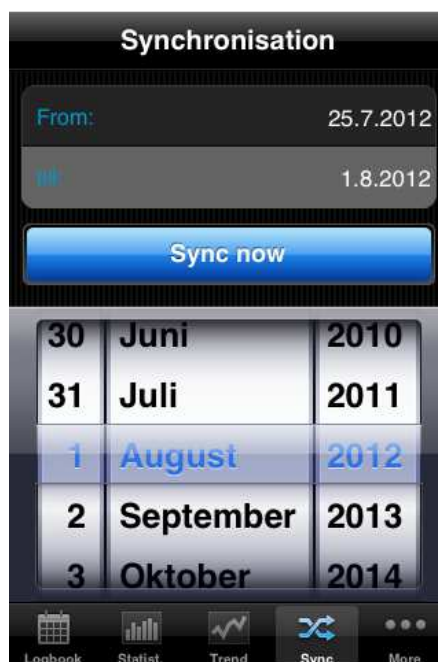 Synchronisation
From: 25.7.2012
till: 1.8.2012
Sync now
30 Juni 2010
31 Juli 2011
1 August 2012
2 September 2013
3 Oktober 2014
Logbook Statist. Trend Sync More